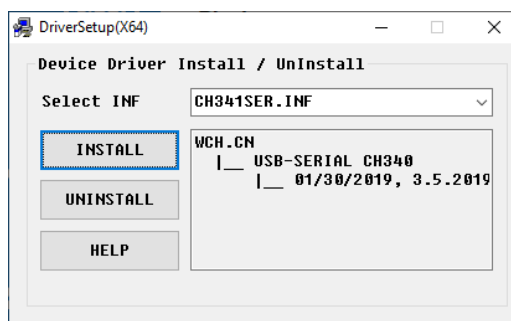 DriverSetup(X64)
Device Driver Install / UnInstall
Select INF
CH341SER.INF
INSTALL
UNINSTALL
HELP
WCH.CN
|__ USB-SERIAL CH340
|__ 01/30/2019, 3.5.2019